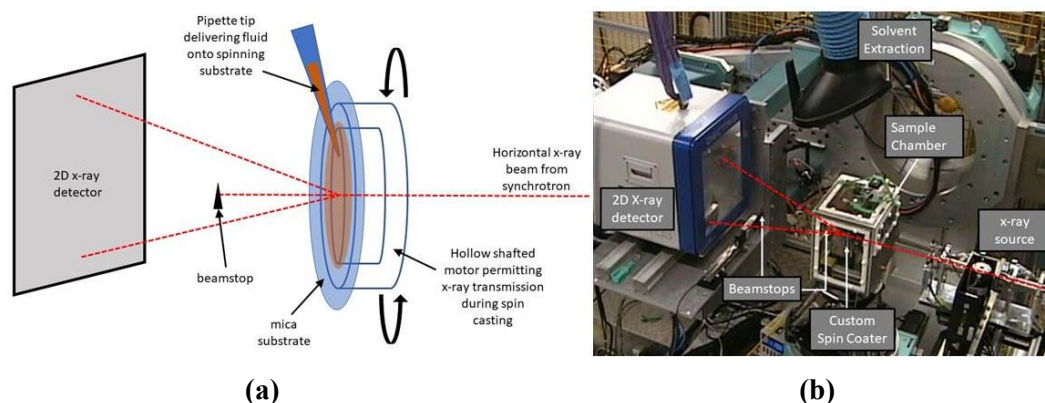 Pipette tip
delivering fluid
onto spinning
substrate
2D x-ray
detector
beamstop
mica
substrate
Horizontal x-ray
beam from
synchrotron
Hollow shafted
motor permitting
x-ray transmission
during spin
casting
(a)
Solvent
Extraction
Sample
Chamber
2D X-ray
detector
x-ray
source
Beamstops
Custom
Spin Coater
(b)